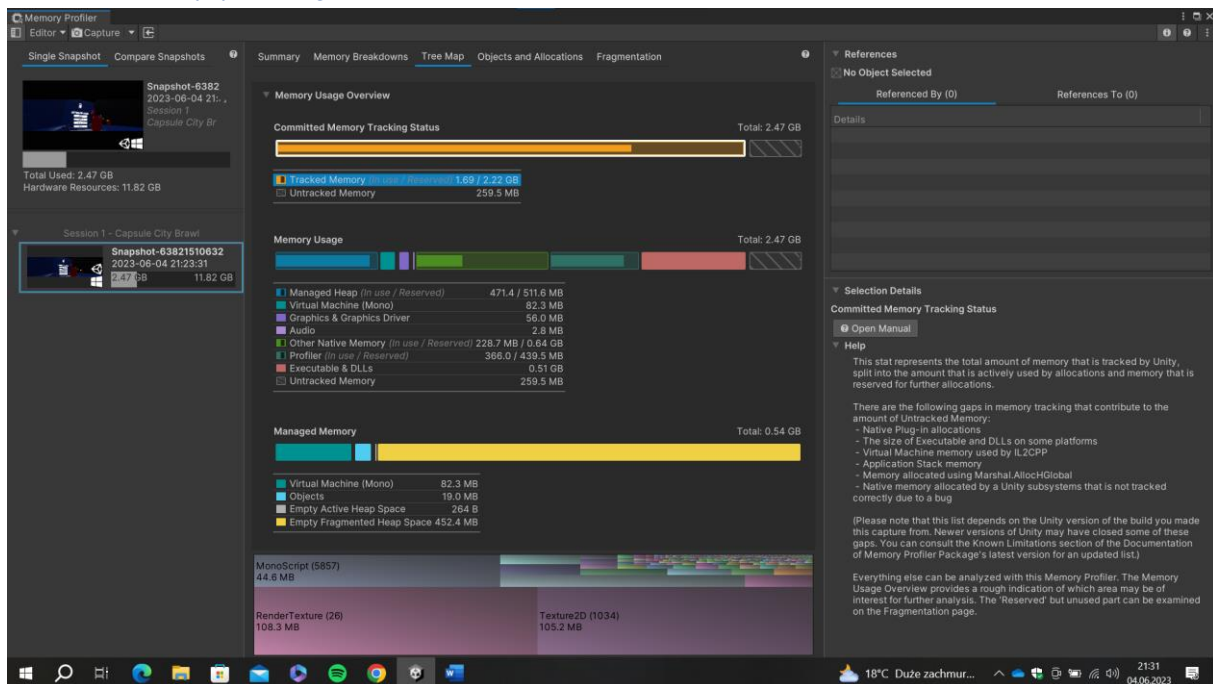 Memory Profiler
Editor Capture
Single Snapshot Compare Snapshots
Snapshot-6382
2023-06-04 21:. ,
Session 1
Capsule City Br
Total Used: 2.47 GB
Hardware Resources: 11.82 GB
Session 1 - Capsule City Brawl
Snapshot-63821510632
2023-06-04 21:23:31
2.47 GB 11.82 GB
Summary Memory Breakdowns Tree Map Objects and Allocations Fragmentation
Memory Usage Overview
Committed Memory Tracking Status Total: 2.47 GB
Tracked Memory (In use / Reserved) 1.69 / 2.22 GB
Untracked Memory 259.5 MB
Memory Usage Total: 2.47 GB
Managed Heap (In use / Reserved) 471.4 / 511.6 MB
Virtual Machine (Mono) 82.3 MB
Graphics & Graphics Driver 56.0 MB
Audio 2.8 MB
Other Native Memory (In use / Reserved) 228.7 MB / 0.64 GB
Profiler (In use / Reserved) 366.0 / 439.5 MB
Executable & DLLs 0.51 GB
Untracked Memory 259.5 MB
Managed Memory Total: 0.54 GB
Virtual Machine (Mono) 82.3 MB
Objects 19.0 MB
Empty Active Heap Space 264 B
Empty Fragmented Heap Space 452.4 MB
MonoScript (5857)
44.6 MB
RenderTexture (26)
108.3 MB
Texture2D (1034)
105.2 MB
References
No Object Selected
Referenced By (0) References To (0)
Details
Selection Details
Committed Memory Tracking Status
Open Manual
Help
This stat represents the total amount of memory that is tracked by Unity,
split into the amount that is actively used by allocations and memory that is
reserved for further allocations.
There are the following gaps in memory tracking that contribute to the
amount of Untracked Memory:
- Native Plug-in allocations
- The size of Executable and DLLs on some platforms
- Virtual Machine memory used by IL2CPP
- Application Stack memory
- Memory allocated using Marshal.AllocHGlobal
- Native memory allocated by a Unity subsystems that is not tracked
correctly due to a bug
(Please note that this list depends on the Unity version of the build you made
this capture from. Newer versions of Unity may have closed some of these
gaps. You can consult the Known Limitations section of the Documentation
of Memory Profiler Package's latest version for an updated list.)
Everything else can be analyzed with this Memory Profiler. The Memory
Usage Overview provides a rough indication of which area may be of
interest for further analysis. The 'Reserved' but unused part can be examined
on the Fragmentation page.
18°C Duże zachmur...
21:31
04.06.2023